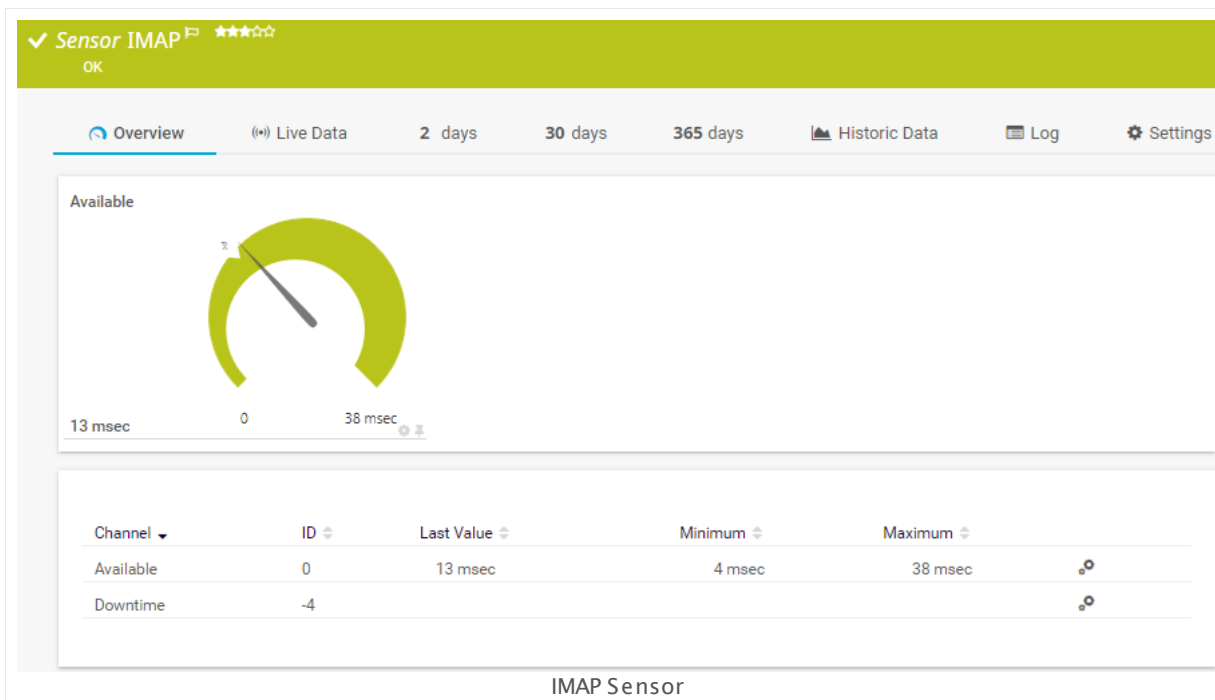 Sensor IMAP
OK
Overview Live Data 2 days 30 days 365 days Historic Data Log Settings
Available
13 msec 0 38 msec
Channel ID Last Value Minimum Maximum
Available 0 13 msec 4 msec 38 msec
Downtime -4
IMAP Sensor